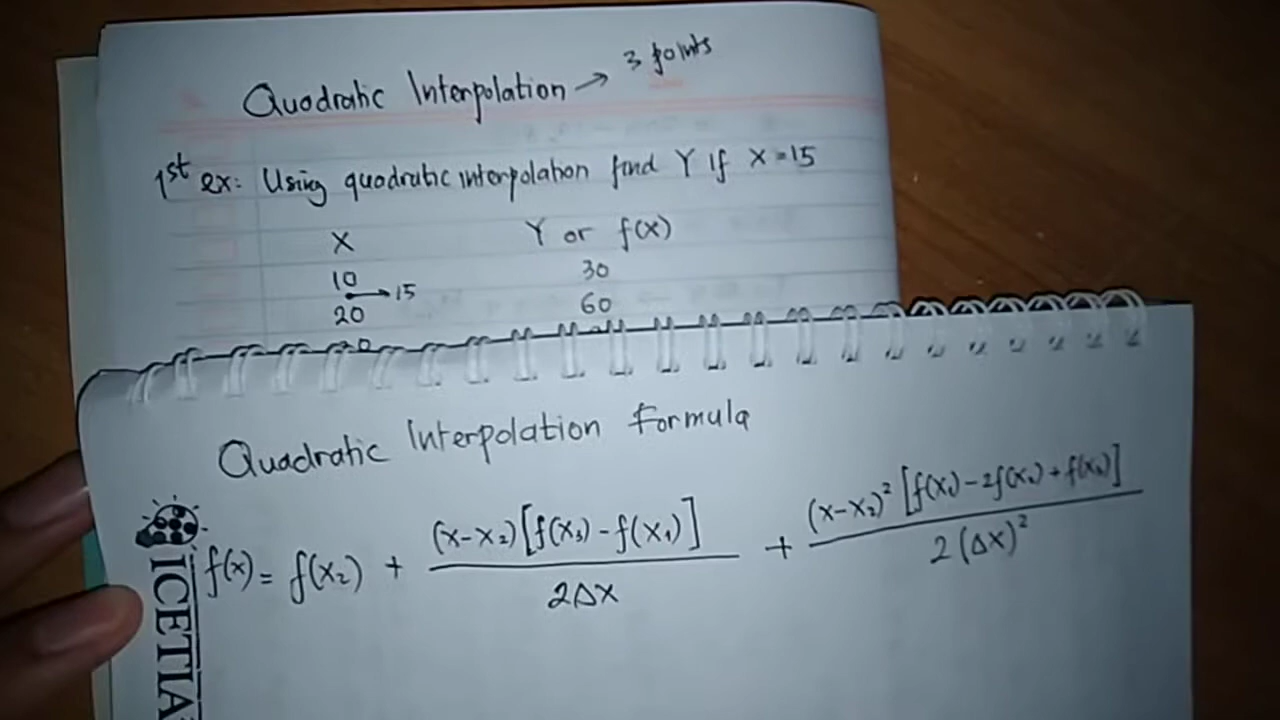 Quadratic Interpolation → 3 points
1st ex: Using quadratic interpolation find Y if X=15
X Y or f(x)
10 30
→15
20 60
Quadratic Interpolation Formula
f(x) = f(x₂) + (x-x₂)[f(x₃) - f(x₁)] / 2Δx + (x-x₂)² [f(x₁) - 2f(x₂) + f(x₃)] / 2(Δx)²
ICETIA